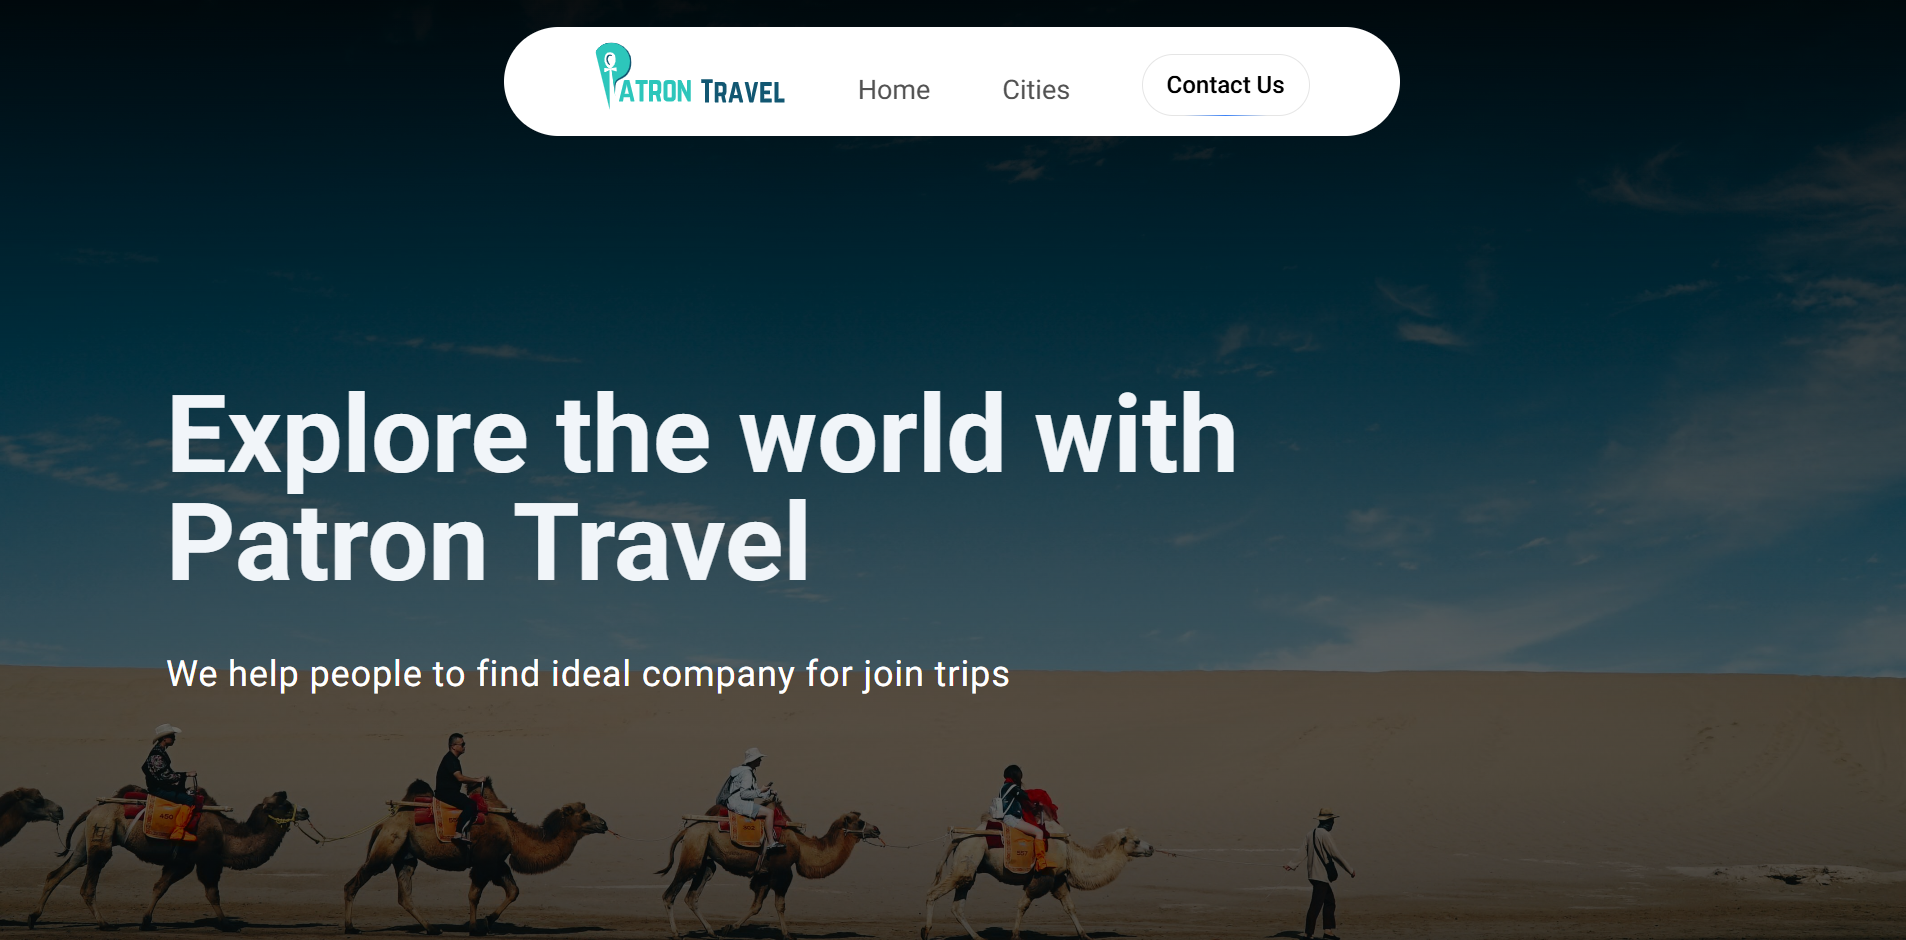 PATRON TRAVEL
Home
Cities
Contact Us
Explore the world with
Patron Travel
We help people to find ideal company for join trips